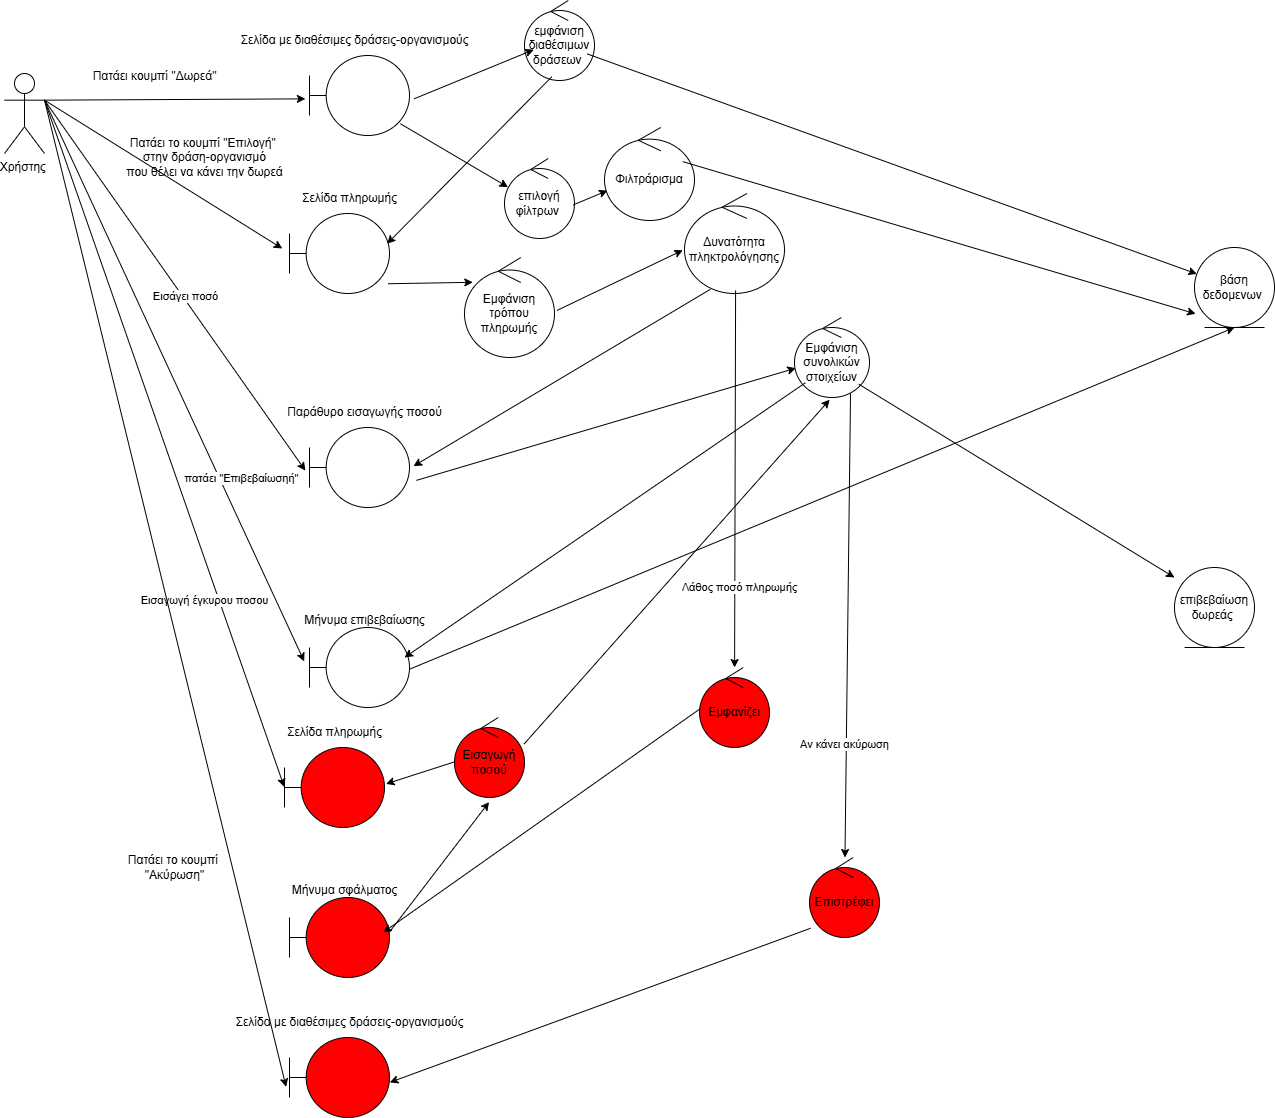 Σελίδα με διαθέσιμες δράσεις-οργανισμούς
εμφάνιση
διαθέσιμων
δράσεων
Πατάει κουμπί "Δωρεά"
Χρήστης
Πατάει το κουμπί "Επιλογή"
στην δράση-οργανισμό
που θέλει να κάνει την δωρεά
Σελίδα πληρωμής
επιλογή
φίλτρων
Φιλτράρισμα
Δυνατότητα
πληκτρολόγησης
βάση
δεδομενων
Εισάγει ποσό
Εμφάνιση
τρόπου
πληρωμής
Εμφάνιση
συνολικών
στοιχείων
Παράθυρο εισαγωγής ποσού
πατάει "Επιβεβαίωσηή"
Λάθος ποσό πληρωμής
Εισαγωγή έγκυρου ποσου
Μήνυμα επιβεβαίωσης
επιβεβαίωση
δωρεάς
Σελίδα πληρωμής
Εισαγωγή
ποσού
Εμφανίζει
Αν κάνει ακύρωση
Πατάει το κουμπί
"Ακύρωση"
Μήνυμα σφάλματος
Επιστρέφει
Σελίδα με διαθέσιμες δράσεις-οργανισμούς